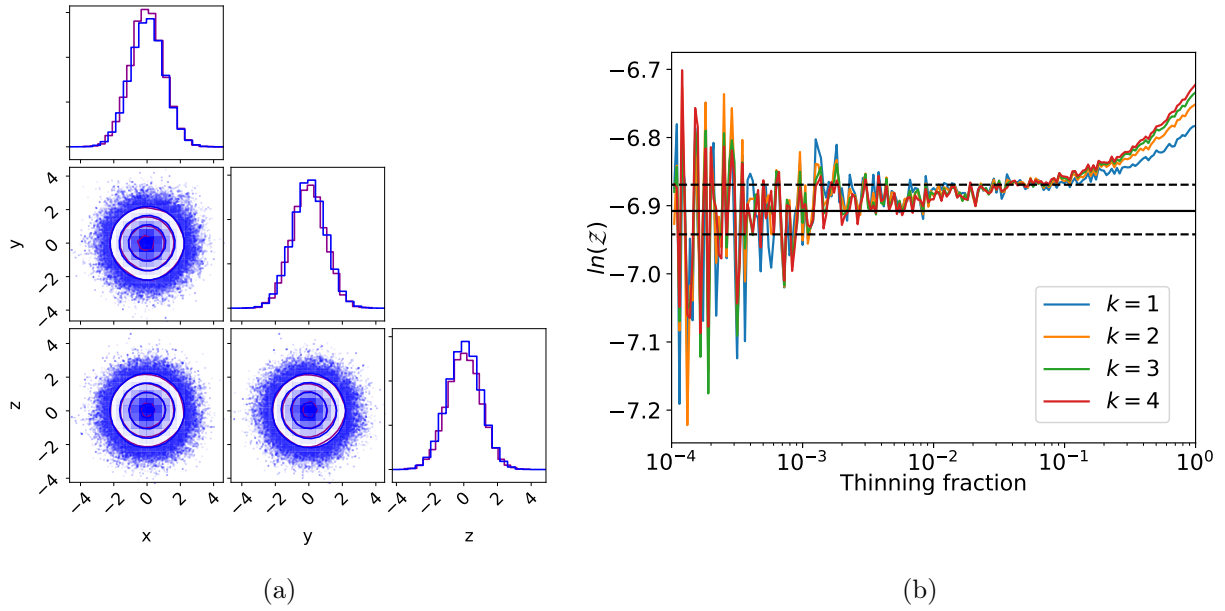 y
4
2
0
−2
−4
z
4
2
0
−2
−4
−4 −2 0 2 4
−4 −2 0 2 4
−4 −2 0 2 4
x y z
(a)
ln(𝒵)
−6.7
−6.8
−6.9
−7.0
−7.1
−7.2
k = 1
k = 2
k = 3
k = 4
10⁻⁴ 10⁻³ 10⁻² 10⁻¹ 10⁰
Thinning fraction
(b)